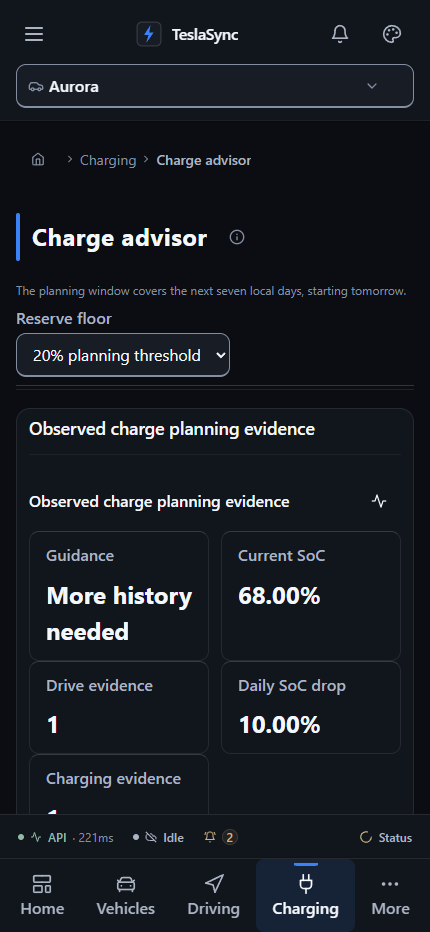 TeslaSync
Aurora
Charging
Charge advisor
Charge advisor
The planning window covers the next seven local days, starting tomorrow.
Reserve floor
20% planning threshold
Observed charge planning evidence
Observed charge planning evidence
Guidance
More history
needed
Current SoC
68.00%
Drive evidence
1
Daily SoC drop
10.00%
Charging evidence
API · 221ms
Idle
2
Status
Home
Vehicles
Driving
Charging
More